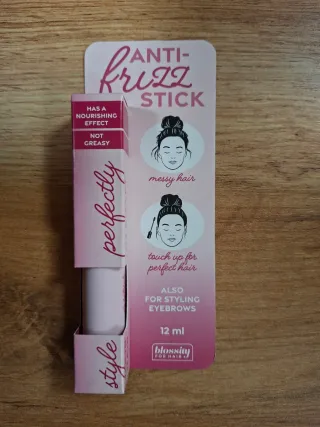 ANTI-
frizz
STICK
HAS A
NOURISHING
EFFECT
NOT
GREASY
perfectly
style
messy hair
touch up for
perfect hair
ALSO
FOR STYLING
EYEBROWS
12 ml
bloosity
FOR HAIR